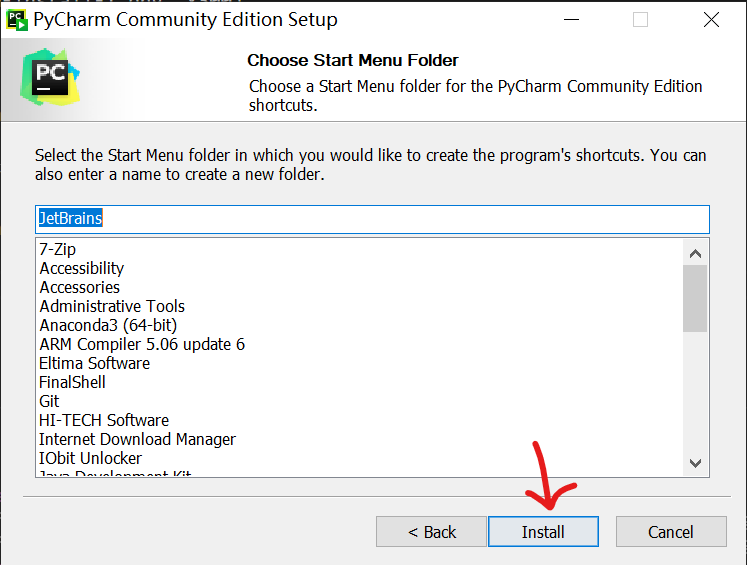 PyCharm Community Edition Setup
PC
Choose Start Menu Folder
Choose a Start Menu folder for the PyCharm Community Edition
shortcuts.
Select the Start Menu folder in which you would like to create the program's shortcuts. You can
also enter a name to create a new folder.
JetBrains
7-Zip
Accessibility
Accessories
Administrative Tools
Anaconda3 (64-bit)
ARM Compiler 5.06 update 6
Eltima Software
FinalShell
Git
HI-TECH Software
Internet Download Manager
IObit Unlocker
Java Development Kit
< Back
Install
Cancel